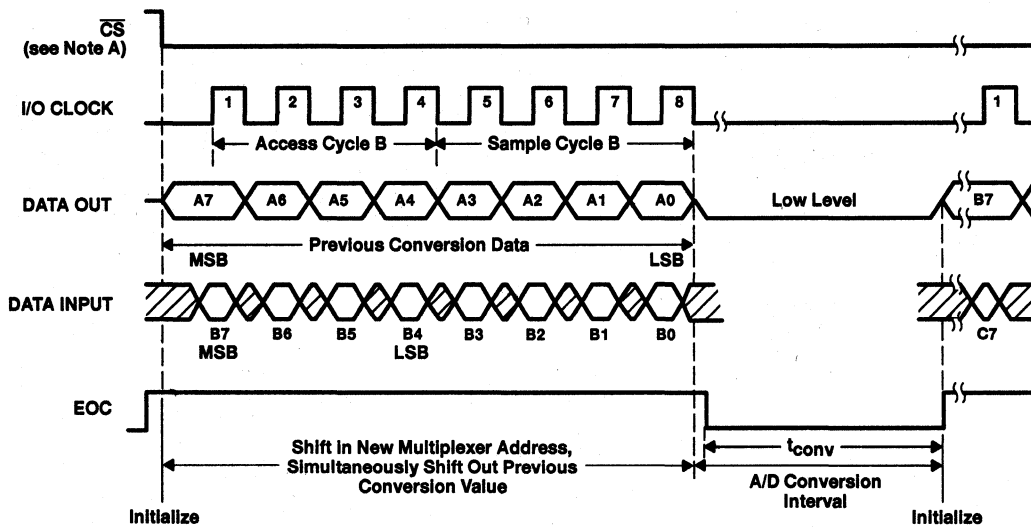 CS
(see Note A)
I/O CLOCK
1 2 3 4 5 6 7 8 1
Access Cycle B Sample Cycle B
DATA OUT
A7 A6 A5 A4 A3 A2 A1 A0 Low Level B7
Previous Conversion Data
MSB LSB
DATA INPUT
B7 B6 B5 B4 B3 B2 B1 B0 C7
MSB LSB
EOC
Shift in New Multiplexer Address,
Simultaneously Shift Out Previous
Conversion Value
tconv
A/D Conversion
Interval
Initialize Initialize